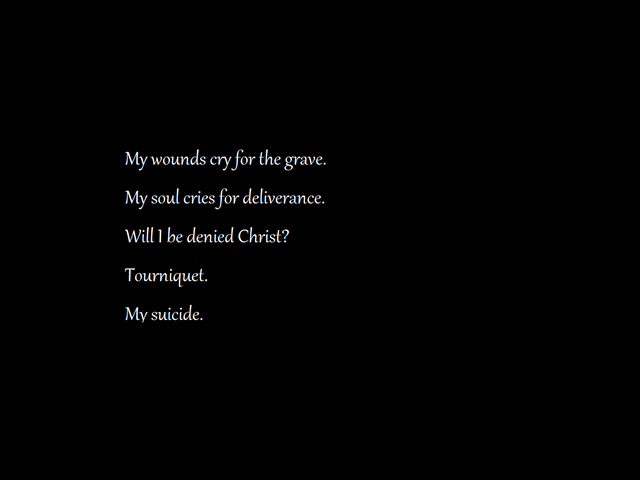 My wounds cry for the grave.
My soul cries for deliverance.
Will I be denied Christ?
Tourniquet.
My suicide.